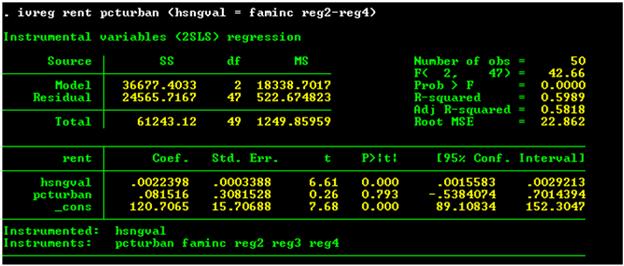 . ivreg rent pcturban (hsngval = faminc reg2-reg4)
Instrumental variables (2SLS) regression
Source | SS df MS Number of obs = 50
F( 2, 47) = 42.66
Model | 36677.4033 2 18338.7017 Prob > F = 0.0000
Residual | 24565.7167 47 522.674823 R-squared = 0.5989
Adj R-squared = 0.5818
Total | 61243.12 49 1249.85959 Root MSE = 22.862
rent | Coef. Std. Err. t P>|t| [95% Conf. Interval]
hsngval | .0022398 .0003388 6.61 0.000 .0015583 .0029213
pcturban | .081516 .3081528 0.26 0.793 -.5384074 .7014394
_cons | 120.7065 15.70688 7.68 0.000 89.10834 152.3047
Instrumented: hsngval
Instruments: pcturban faminc reg2 reg3 reg4